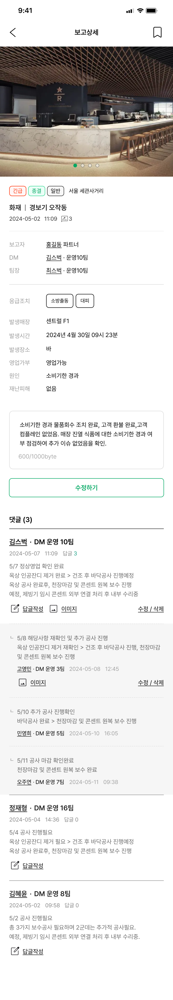 9:41
보고상세
R
긴급 종결 일반 서울 세관사거리
화재 | 경보기 오작동
2024-05-02 11:09 3
보고자 홍길동 파트너
DM 김스벅 · 운영10팀
팀장 최스벅 · 운영10팀
응급조치 소방출동 대피
발생매장 센트럴 F1
발생시간 2024년 4월 30일 09시 23분
발생장소 바
영업가부 영업가능
원인 소비기한 경과
재난피해 없음
소비기한 경과 물품회수 조치 완료, 고객 환불 완료,고객
컴플레인 없었음. 매장 진열 식품에 대한 소비기한 경과 여
부 점검하여 추가 이슈 없었음을 확인.
600/1000byte
수정하기
댓글 (3)
김스벅 · DM 운영 10팀
2024-05-07 11:09 답글 3
5/7 정상영업 확인 완료
옥상 인공잔디 제거 완료 > 건조 후 바닥공사 진행예정
옥상 공사 완료후, 천장마감 및 콘센트 원복 보수 진행
예정, 제빙기 임시 콘센트 외부 연결 처리 후 내부 수리중
답글작성 이미지 수정 / 삭제
ㄴ 5/8 해당사항 재확인 및 추가 공사 진행
옥상 인공잔디 제거 재확인 > 건조 후 바닥공사 진행, 천장마감
및 콘센트 원복 보수 진행
고영민 · DM 운영 3팀 2024-05-08 12:45
이미지 수정 / 삭제
ㄴ 5/10 추가 공사 진행확인
바닥공사 완료 > 천장마감 및 콘센트 원복 보수 진행
민영희 · DM 운영 5팀 2024-05-10 16:05
ㄴ 5/11 공사 마감 확인완료
천장마감 및 콘센트 원복 보수 완료
오주연 · DM 운영 7팀 2024-05-11 09:38
정재형 · DM 운영 16팀
2024-05-04 14:36 답글 0
5/4 공사 진행필요
옥상 인공잔디 제거 필요 > 건조 후 바닥공사 진행예정
옥상 공사 완료후, 천장마감 및 콘센트 원복 보수 진행
답글작성
김혜윤 · DM 운영 8팀
2024-05-02 09:58 답글 0
5/2 공사 진행필요
총 3가지 보수공사 필요하며 2군데는 추가적 공사필요.
예정, 제빙기 임시 콘센트 외부 연결 처리 후 내부 수리중.
답글작성